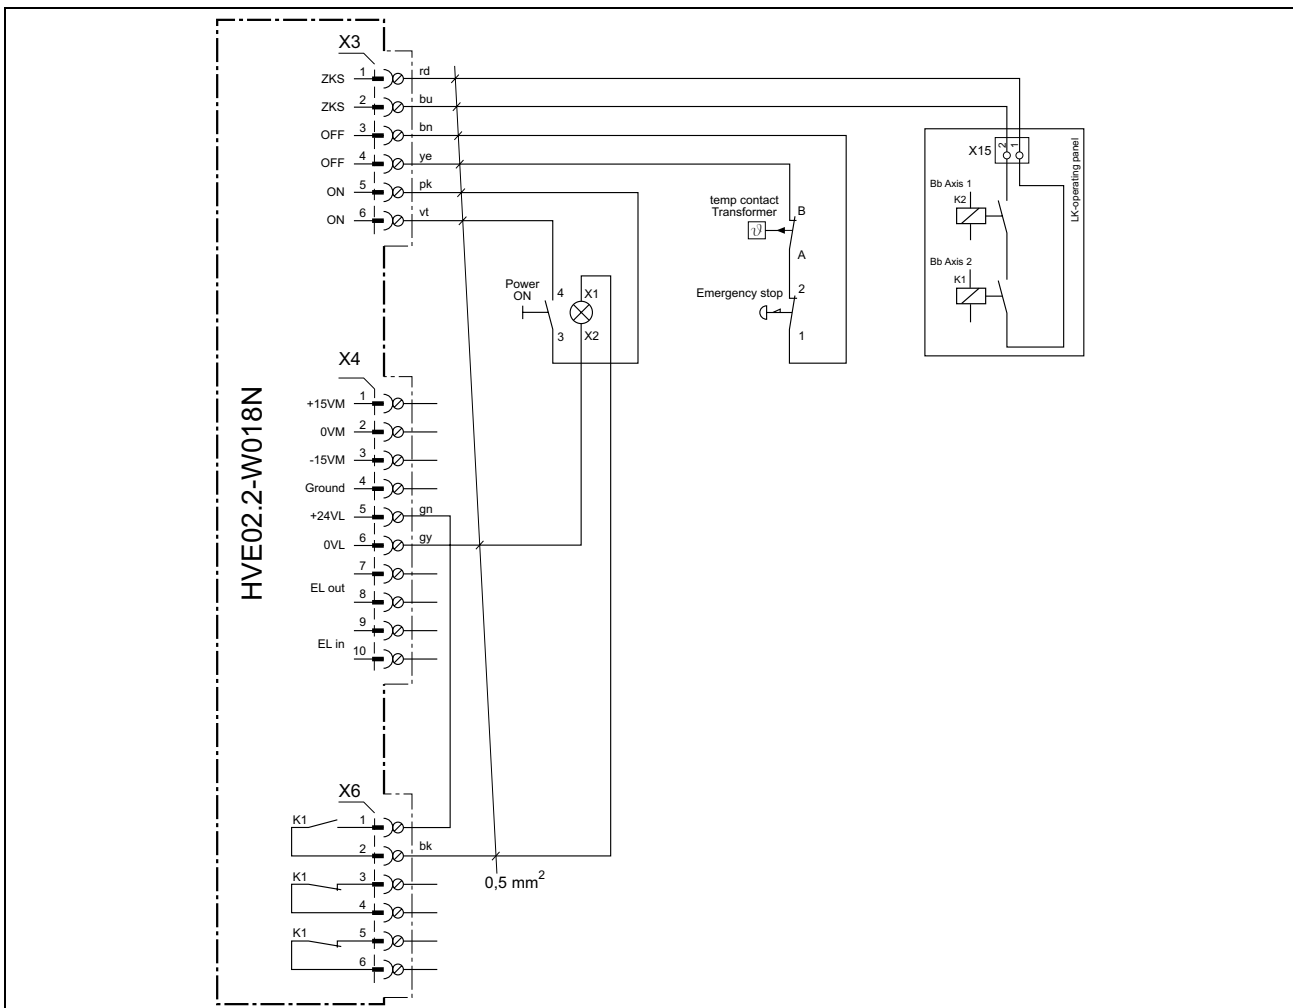 HVE02.2-W018N
X3
ZKS 1 rd
ZKS 2 bu
OFF 3 bn
OFF 4 ye
ON 5 pk
ON 6 vt
temp contact
Transformer
ϑ
B
A
Emergency stop
2
1
Power
ON
4
3
X1
X2
X15
2
1
LK-operating panel
Bb Axis 1
K2
Bb Axis 2
K1
X4
+15VM 1
0VM 2
-15VM 3
Ground 4
+24VL 5 gn
0VL 6 gy
7
EL out
8
9
EL in
10
X6
K1 1
2 bk
K1 3
4
K1 5
6
0,5 mm²